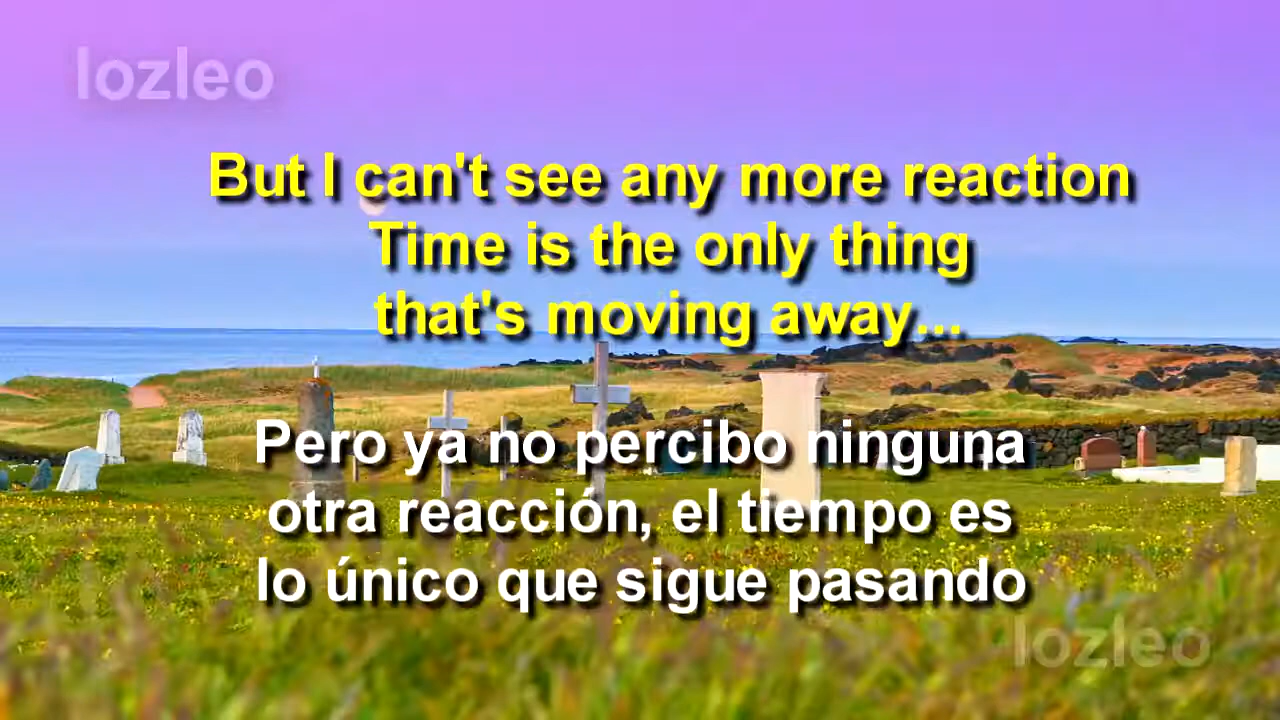 lozleo
But I can't see any more reaction
Time is the only thing
that's moving away...
Pero ya no percibo ninguna
otra reacción, el tiempo es
lo único que sigue pasando
lozleo